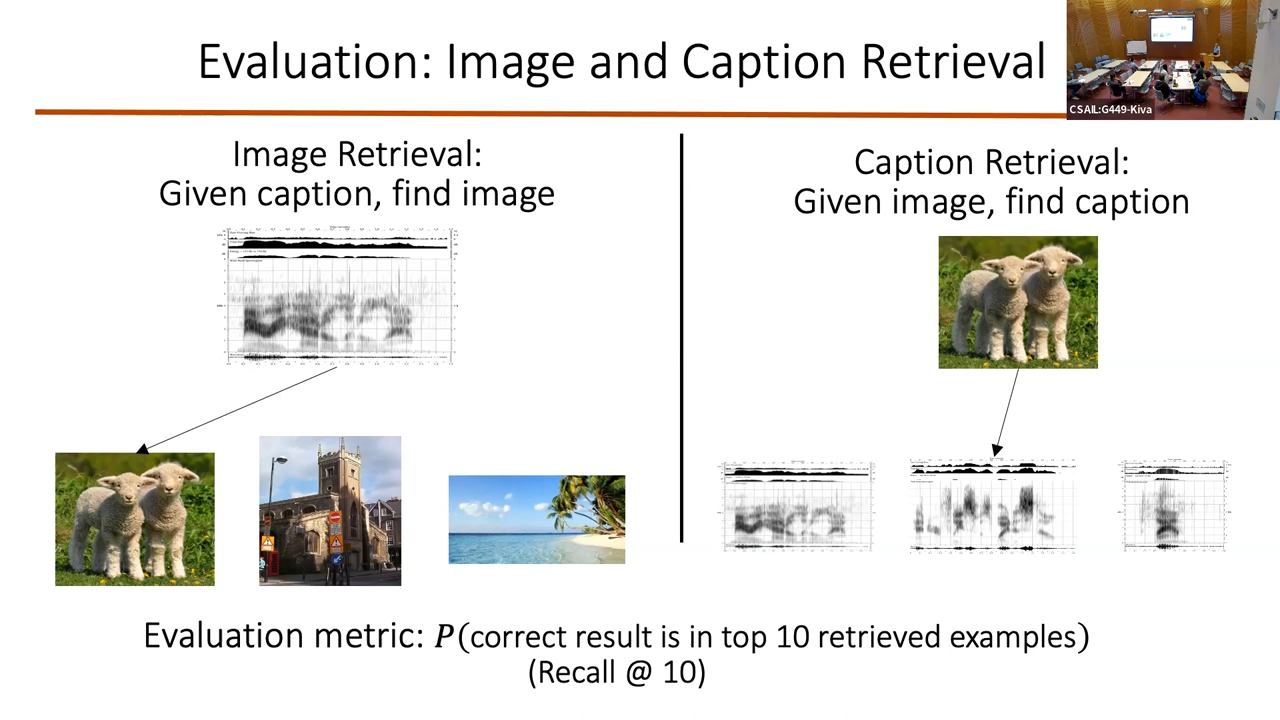 Evaluation: Image and Caption Retrieval
CSAIL:G449-Kiva
Image Retrieval:
Given caption, find image
Caption Retrieval:
Given image, find caption
Evaluation metric: P(correct result is in top 10 retrieved examples)
(Recall @ 10)